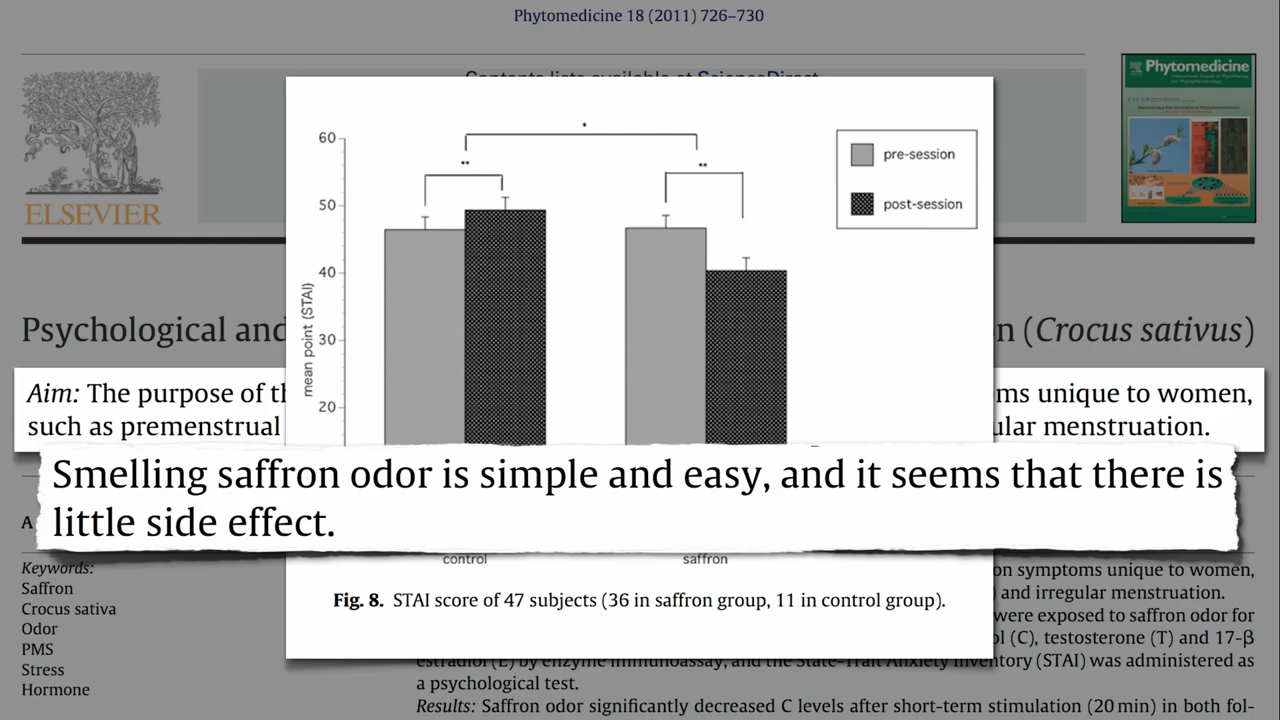 Phytomedicine 18 (2011) 726–730
Contents lists available at ScienceDirect
Phytomedicine
ELSEVIER
60
50
40
30
20
mean point (STAI)
*
**
**
pre-session
post-session
Psychological and
n (Crocus sativus)
Aim: The purpose of th
ms unique to women,
such as premenstrual
ular menstruation.
Smelling saffron odor is simple and easy, and it seems that there is
little side effect.
A
control
saffron
Fig. 8. STAI score of 47 subjects (36 in saffron group, 11 in control group).
Keywords:
Saffron
Crocus sativa
Odor
PMS
Stress
Hormone
on symptoms unique to women,
) and irregular menstruation.
were exposed to saffron odor for
ol (C), testosterone (T) and 17-β
estradiol (E) by enzyme immunoassay, and the State-Trait Anxiety Inventory (STAI) was administered as
a psychological test.
Results: Saffron odor significantly decreased C levels after short-term stimulation (20 min) in both fol-